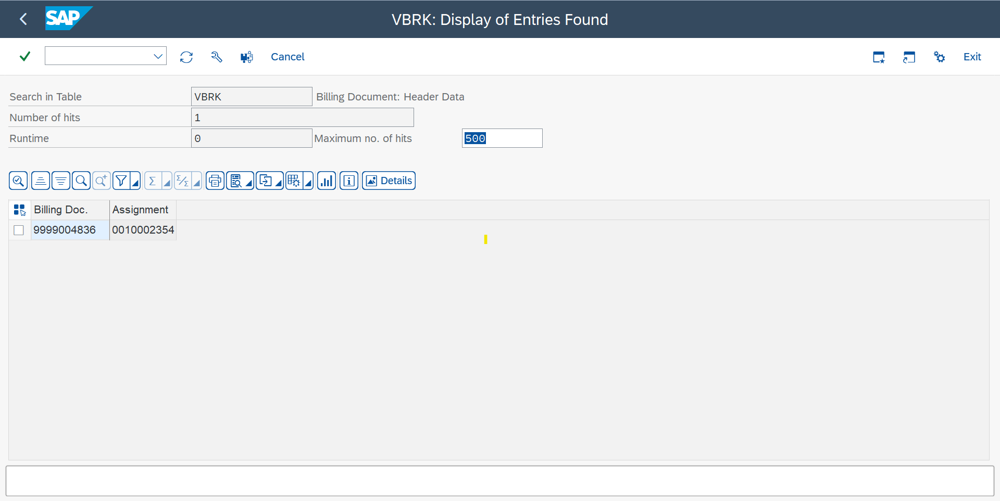 SAP VBRK: Display of Entries Found
Cancel Exit
Search in Table VBRK Billing Document: Header Data
Number of hits 1
Runtime 0 Maximum no. of hits 500
Details
Billing Doc. Assignment
9999004836 0010002354